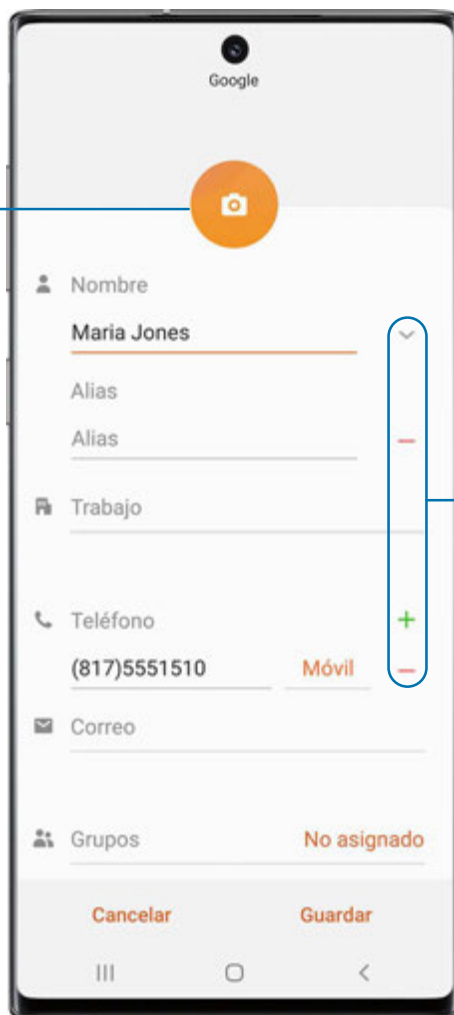 Google
Nombre
Maria Jones
Alias
Alias
Trabajo
Teléfono
(817)5551510 Móvil
Correo
Grupos No asignado
Cancelar Guardar